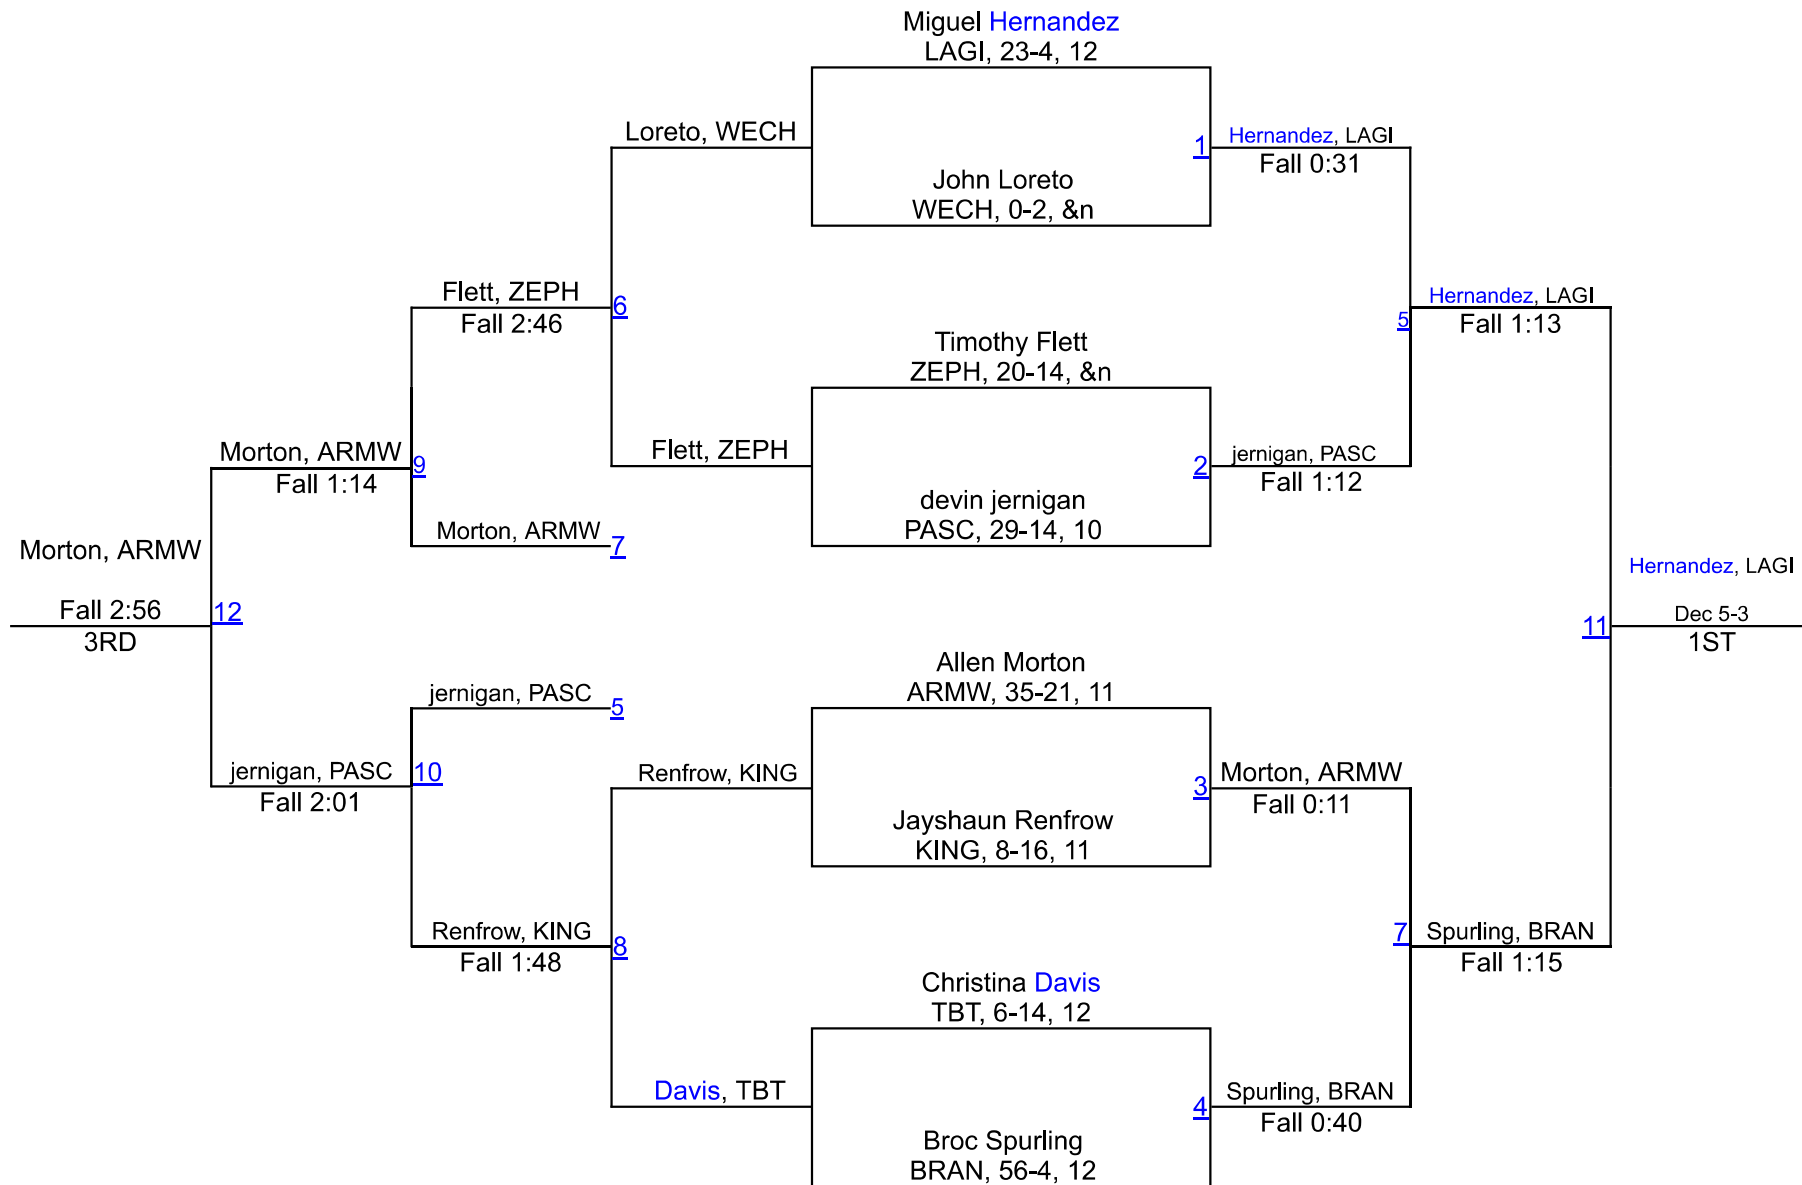 Miguel Hernandez
LAGI, 23-4, 12
Loreto, WECH
1
Hernandez, LAGI
Fall 0:31
John Loreto
WECH, 0-2, &n
Flett, ZEPH
Fall 2:46
6
Hernandez, LAGI
Fall 1:13
5
Timothy Flett
ZEPH, 20-14, &n
Morton, ARMW
Fall 1:14
9
Flett, ZEPH
2
jernigan, PASC
Fall 1:12
devin jernigan
PASC, 29-14, 10
Morton, ARMW
7
Morton, ARMW
Fall 2:56
3RD
12
Hernandez, LAGI
Dec 5-3
1ST
11
Allen Morton
ARMW, 35-21, 11
jernigan, PASC
5
jernigan, PASC
Fall 2:01
10
Renfrow, KING
3
Morton, ARMW
Fall 0:11
Jayshaun Renfrow
KING, 8-16, 11
Renfrow, KING
Fall 1:48
8
7
Spurling, BRAN
Fall 1:15
Christina Davis
TBT, 6-14, 12
Davis, TBT
4
Spurling, BRAN
Fall 0:40
Broc Spurling
BRAN, 56-4, 12